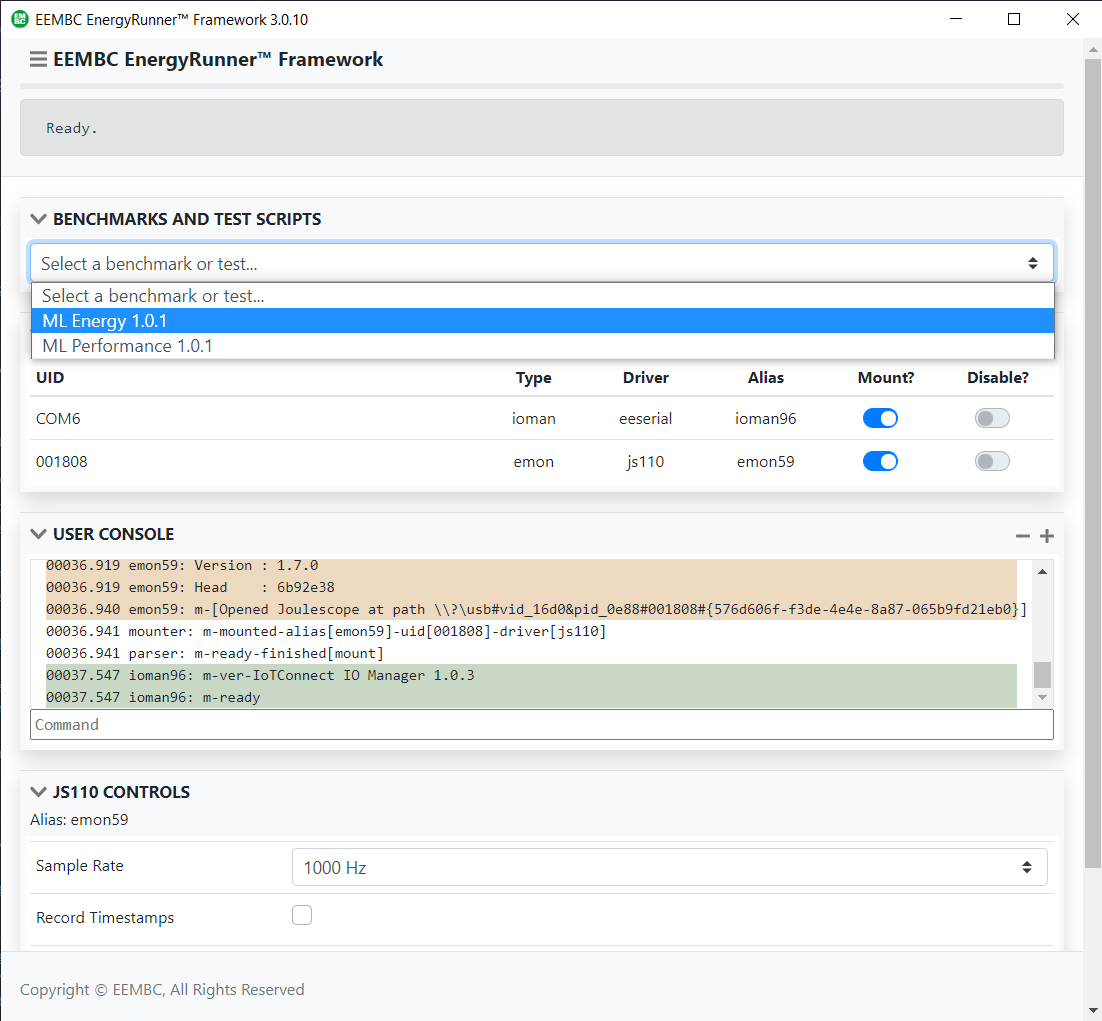 EEMBC EnergyRunner™ Framework 3.0.10
EEMBC EnergyRunner™ Framework
Ready.
BENCHMARKS AND TEST SCRIPTS
Select a benchmark or test...
Select a benchmark or test...
ML Energy 1.0.1
ML Performance 1.0.1
UID Type Driver Alias Mount? Disable?
COM6 ioman eeserial ioman96
001808 emon js110 emon59
USER CONSOLE
00036.919 emon59: Version : 1.7.0
00036.919 emon59: Head    : 6b92e38
00036.940 emon59: m-[Opened Joulescope at path \\?\usb#vid_16d0&pid_0e88#001808#{576d606f-f3de-4e4e-8a87-065b9fd21eb0}]
00036.941 mounter: m-mounted-alias[emon59]-uid[001808]-driver[js110]
00036.941 parser: m-ready-finished[mount]
00037.547 ioman96: m-ver-IoTConnect IO Manager 1.0.3
00037.547 ioman96: m-ready
Command
JS110 CONTROLS
Alias: emon59
Sample Rate 1000 Hz
Record Timestamps
Copyright © EEMBC, All Rights Reserved